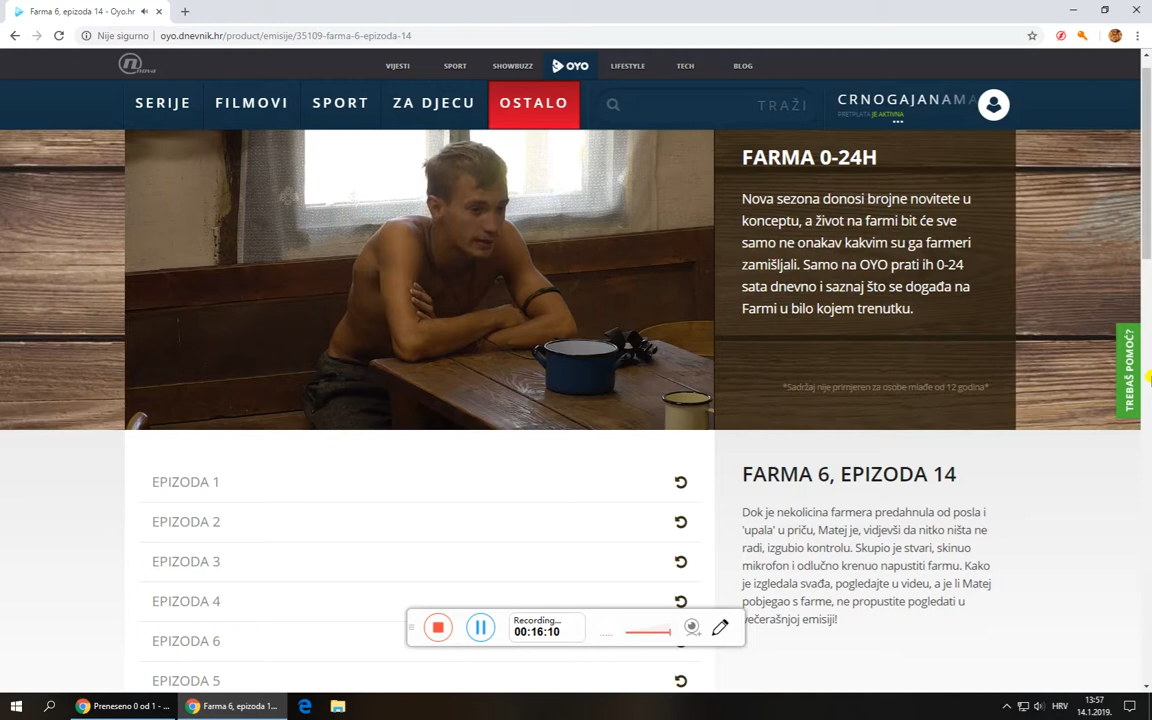 Farma 6, epizoda 14 - Oyo.hr
Nije sigurno
oyo.dnevnik.hr/product/emisije/35109-farma-6-epizoda-14
nova
VIJESTI
SPORT
SHOWBUZZ
OYO
LIFESTYLE
TECH
BLOG
SERIJE
FILMOVI
SPORT
ZA DJECU
OSTALO
TRAŽI
CRNOGAJANAMA
PRETPLATA JE AKTIVNA
FARMA 0-24H
Nova sezona donosi brojne novitete u
konceptu, a život na farmi bit će sve
samo ne onakav kakvim su ga farmeri
zamišljali. Samo na OYO prati ih 0-24
sata dnevno i saznaj što se događa na
Farmi u bilo kojem trenutku.
*Sadržaj nije primjeren za osobe mlađe od 12 godina*
TREBAŠ POMOĆ?
EPIZODA 1
EPIZODA 2
EPIZODA 3
EPIZODA 4
EPIZODA 6
EPIZODA 5
FARMA 6, EPIZODA 14
Dok je nekolicina farmera predahnula od posla i
'upala' u priču, Matej je, vidjevši da nitko ništa ne
radi, izgubio kontrolu. Skupio je stvari, skinuo
mikrofon i odlučno krenuo napustiti farmu. Kako
je izgledala svađa, pogledajte u videu, a je li Matej
pobjegao s farme, ne propustite pogledati u
večerašnjoj emisiji!
Recording...
00:16:10
Preneseno 0 od 1 - ...
Farma 6, epizoda 1...
HRV
13:57
14.1.2019.